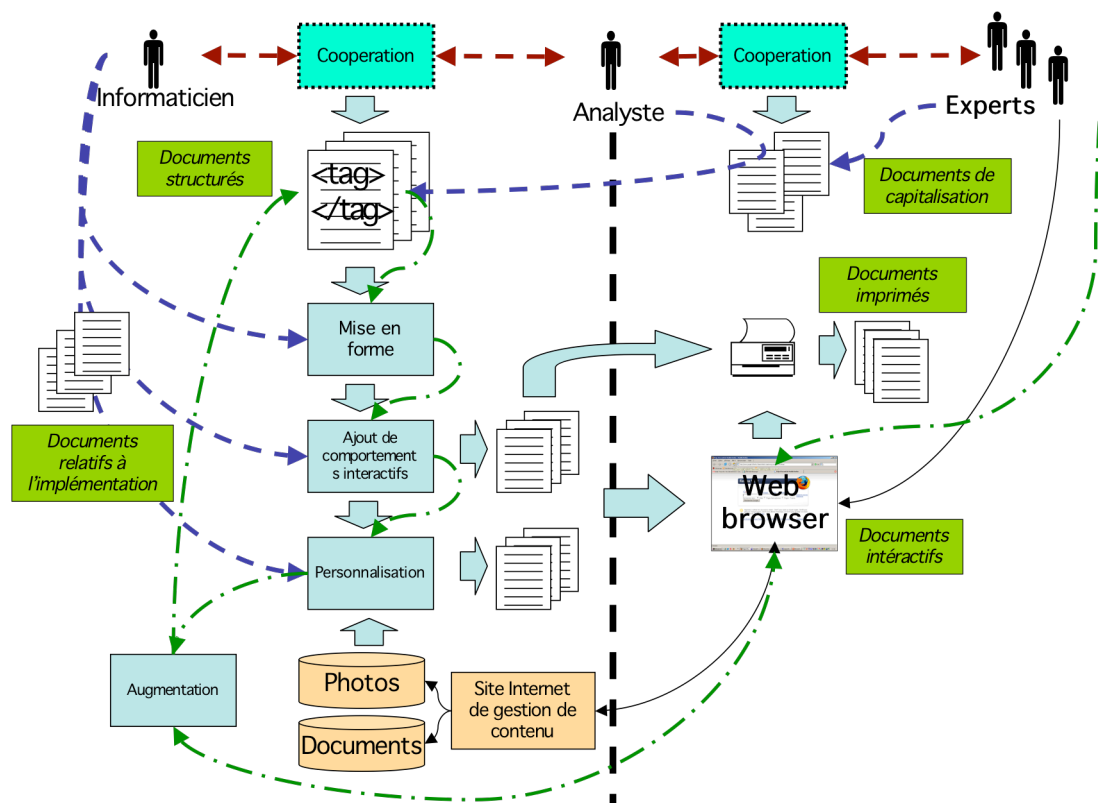 Cooperation
Cooperation
Informaticien
Analyste
Experts
Documents
structurés
<tag>
</tag>
Documents de
capitalisation
Documents
imprimés
Mise en
forme
Documents
relatifs à
l'implémentation
Ajout de
comportement
s interactifs
Web
browser
Documents
intéractifs
Personnalisation
Augmentation
Photos
Documents
Site Internet
de gestion de
contenu